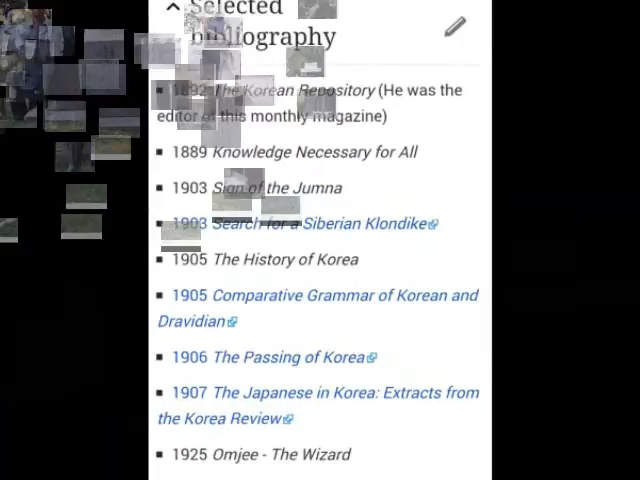 Selected
bibliography
1892 The Korean Repository (He was the
editor of this monthly magazine)
1889 Knowledge Necessary for All
1903 Sign of the Jumna
1903 Search for a Siberian Klondike
1905 The History of Korea
1905 Comparative Grammar of Korean and
Dravidian
1906 The Passing of Korea
1907 The Japanese in Korea: Extracts from
the Korea Review
1925 Omjee - The Wizard